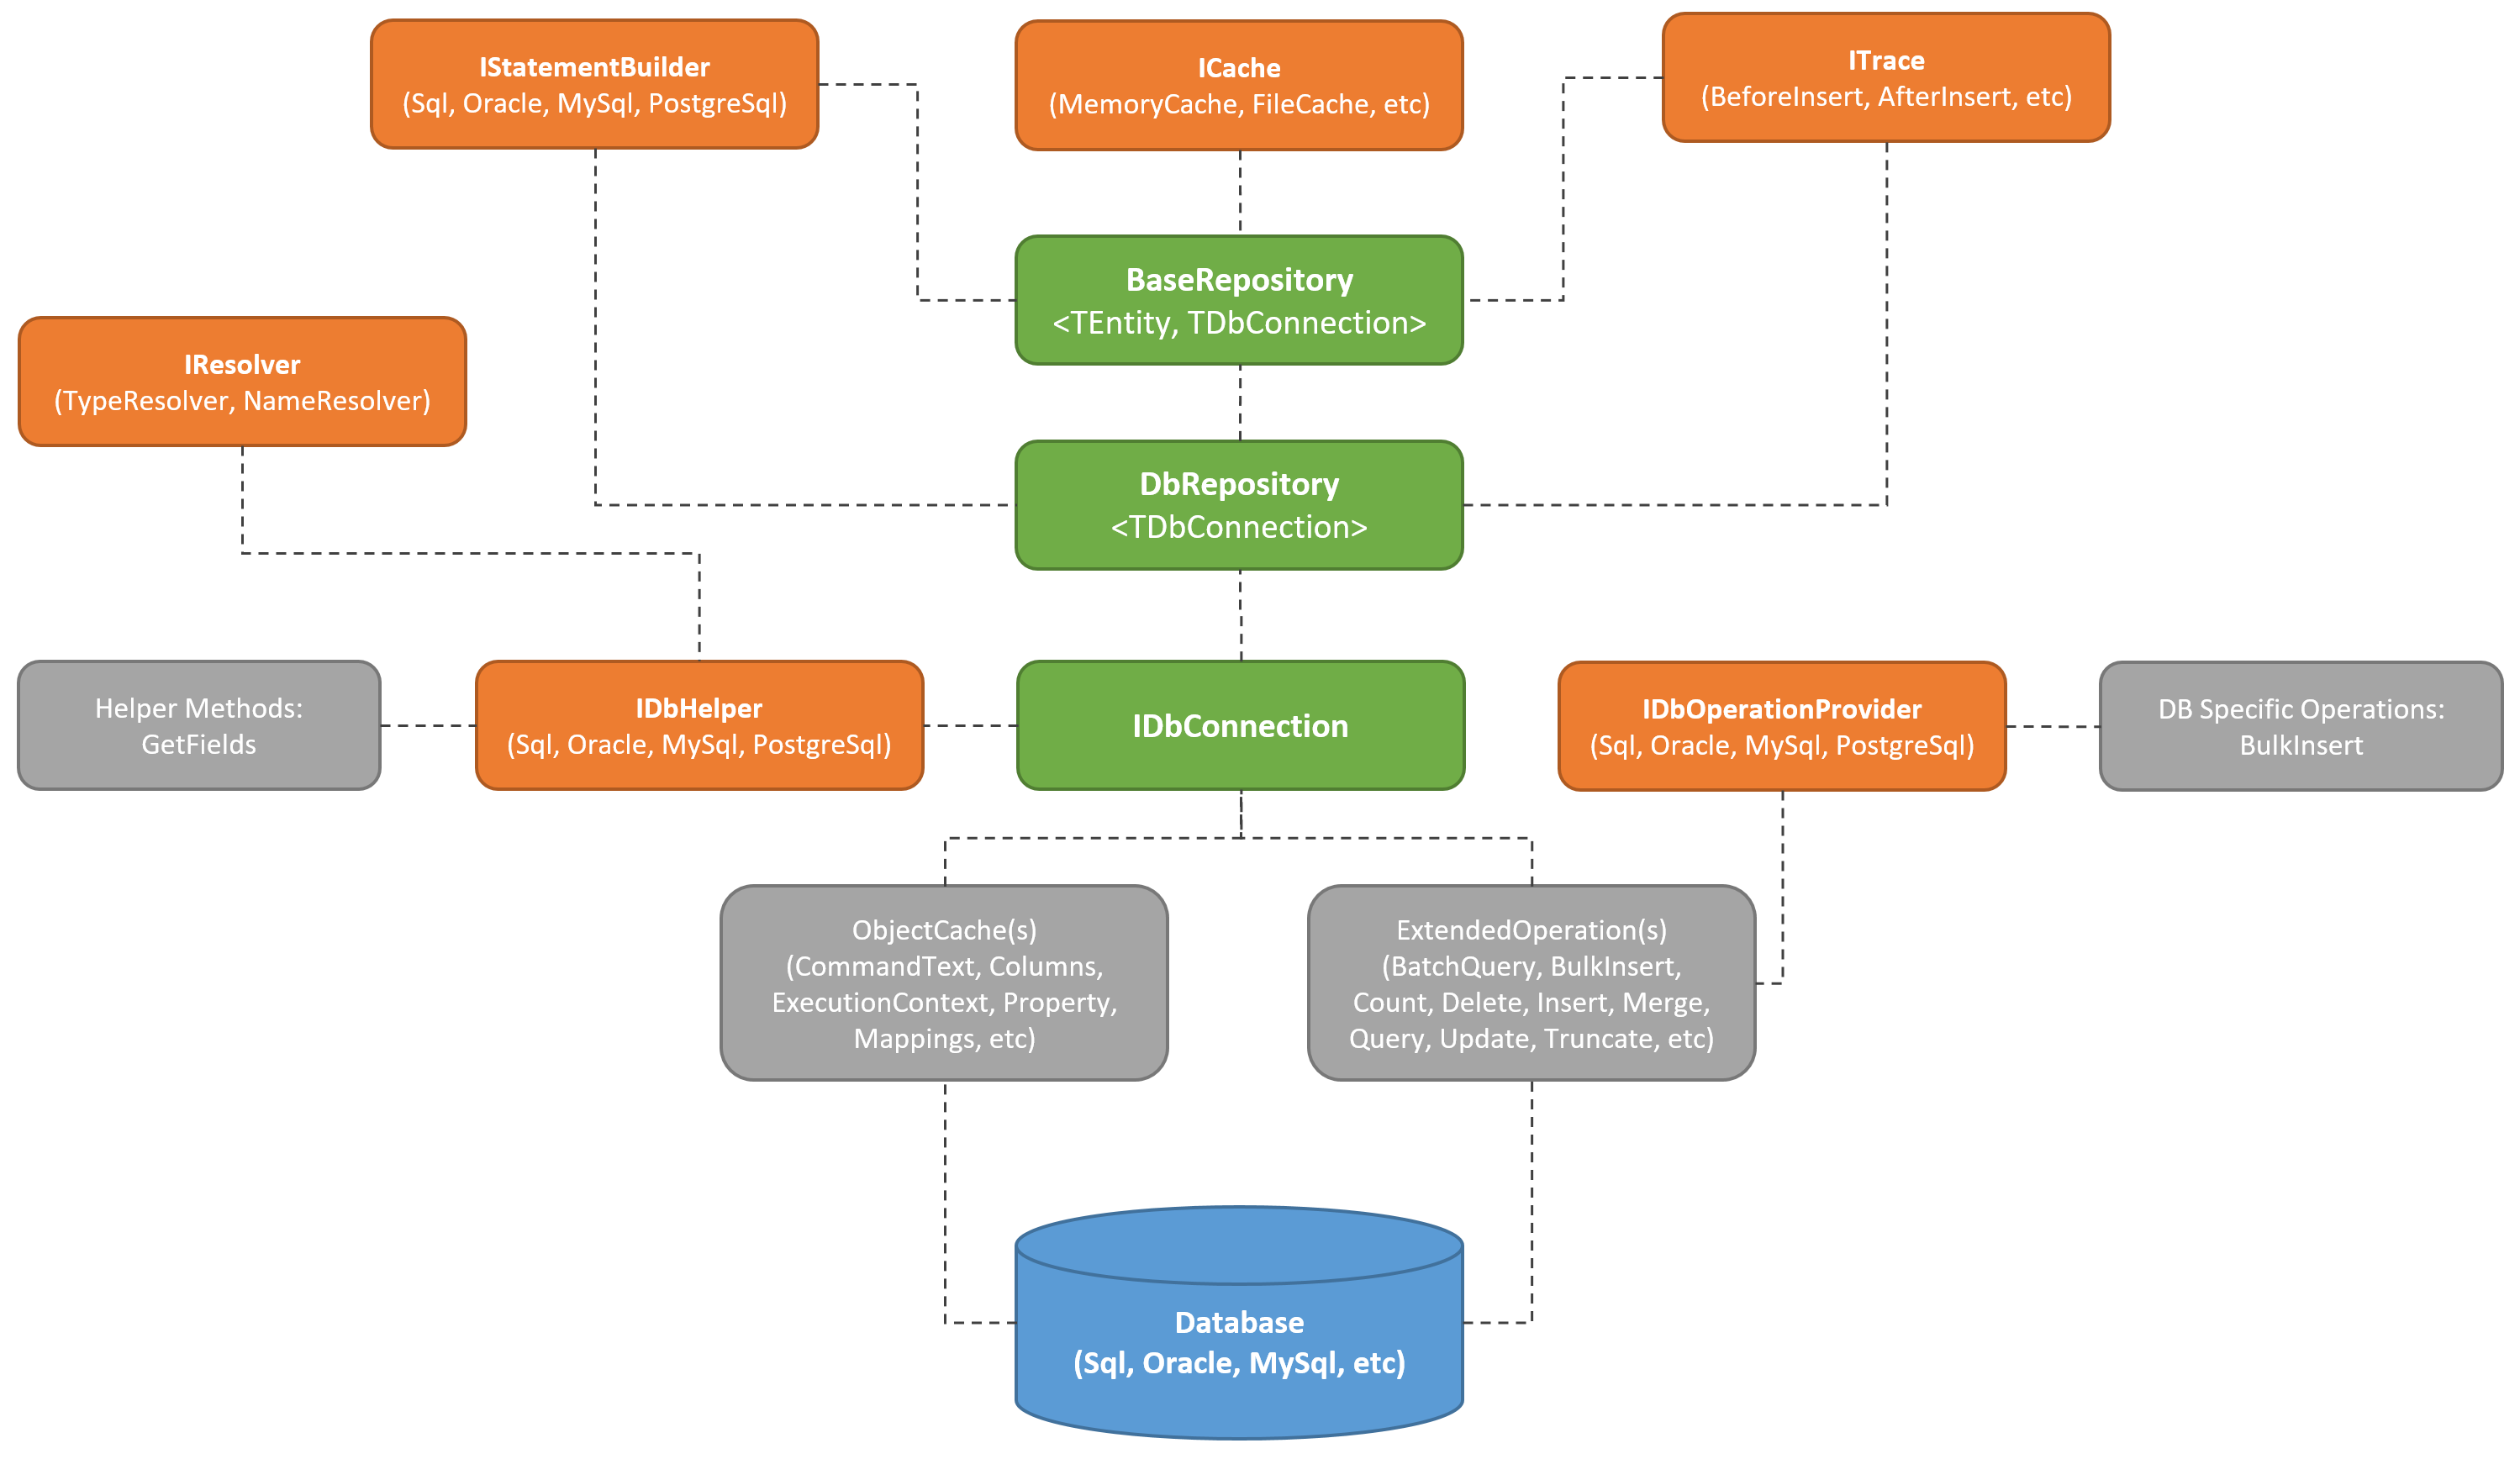 IStatementBuilder
(Sql, Oracle, MySql, PostgreSql)
ICache
(MemoryCache, FileCache, etc)
ITrace
(BeforeInsert, AfterInsert, etc)
BaseRepository
<TEntity, TDbConnection>
IResolver
(TypeResolver, NameResolver)
DbRepository
<TDbConnection>
Helper Methods:
GetFields
IDbHelper
(Sql, Oracle, MySql, PostgreSql)
IDbConnection
IDbOperationProvider
(Sql, Oracle, MySql, PostgreSql)
DB Specific Operations:
BulkInsert
ObjectCache(s)
(CommandText, Columns,
ExecutionContext, Property,
Mappings, etc)
ExtendedOperation(s)
(BatchQuery, BulkInsert,
Count, Delete, Insert, Merge,
Query, Update, Truncate, etc)
Database
(Sql, Oracle, MySql, etc)